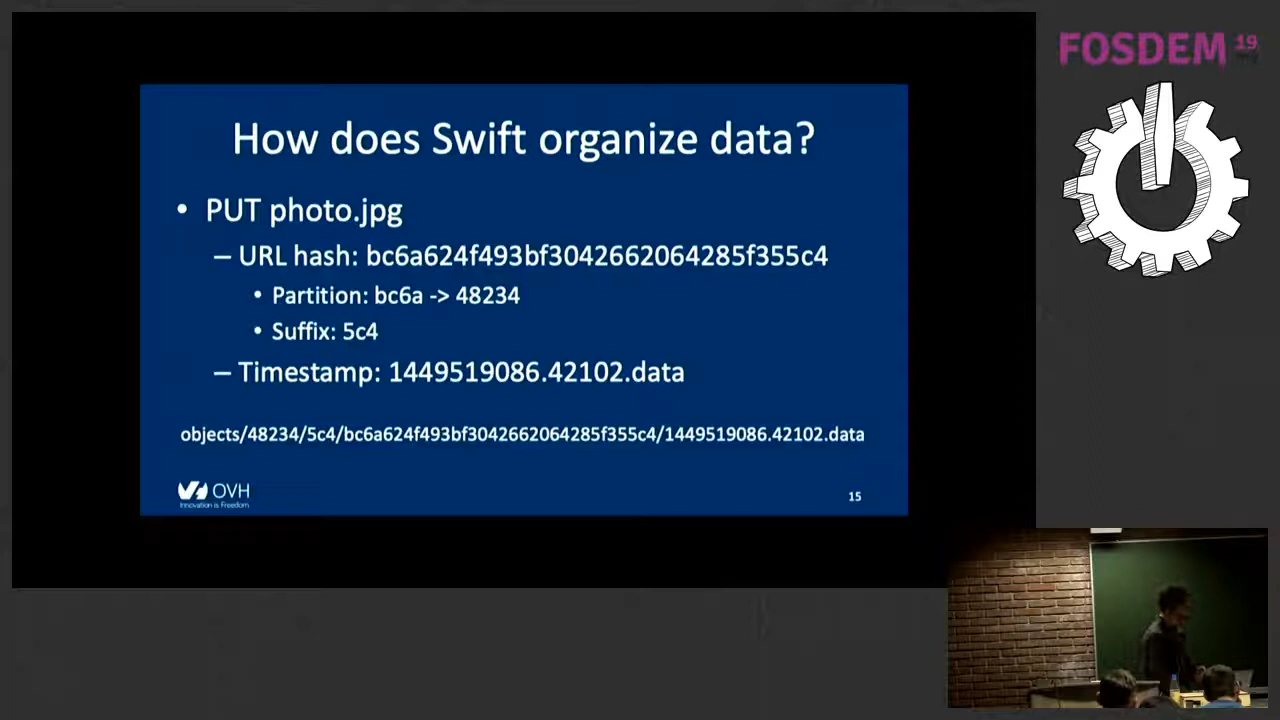 FOSDEM 19
How does Swift organize data?
• PUT photo.jpg
– URL hash: bc6a624f493bf3042662064285f355c4
• Partition: bc6a -> 48234
• Suffix: 5c4
– Timestamp: 1449519086.42102.data
objects/48234/5c4/bc6a624f493bf3042662064285f355c4/1449519086.42102.data
OVH
Innovation is Freedom
15